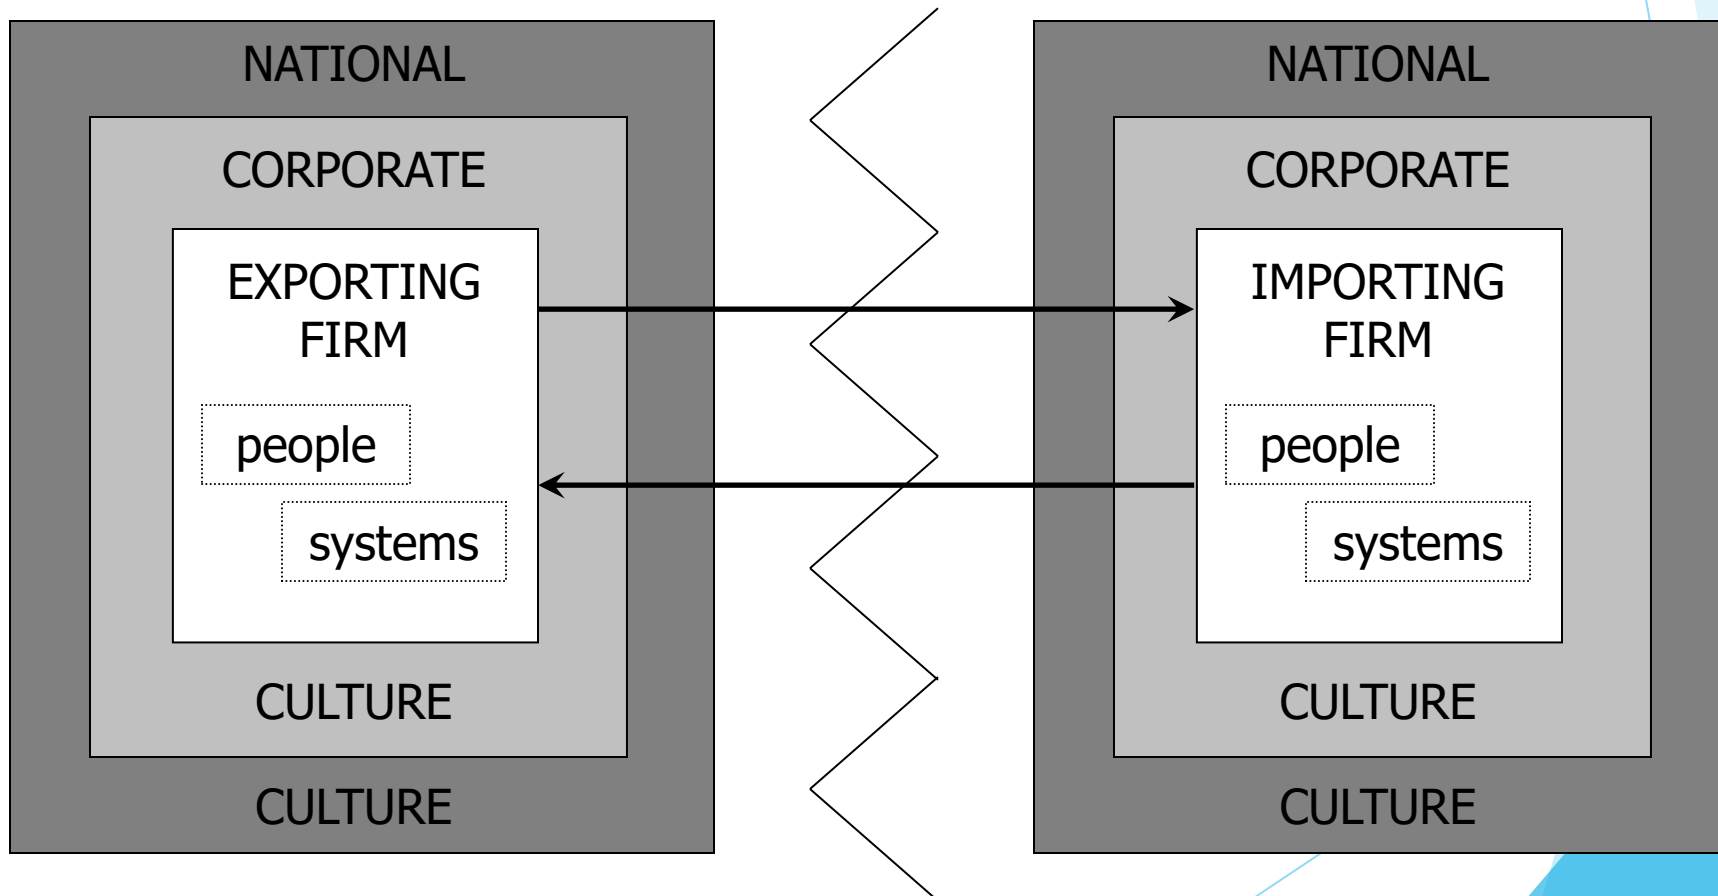 NATIONAL
CORPORATE
EXPORTING
FIRM
people
systems
CULTURE
CULTURE
NATIONAL
CORPORATE
IMPORTING
FIRM
people
systems
CULTURE
CULTURE